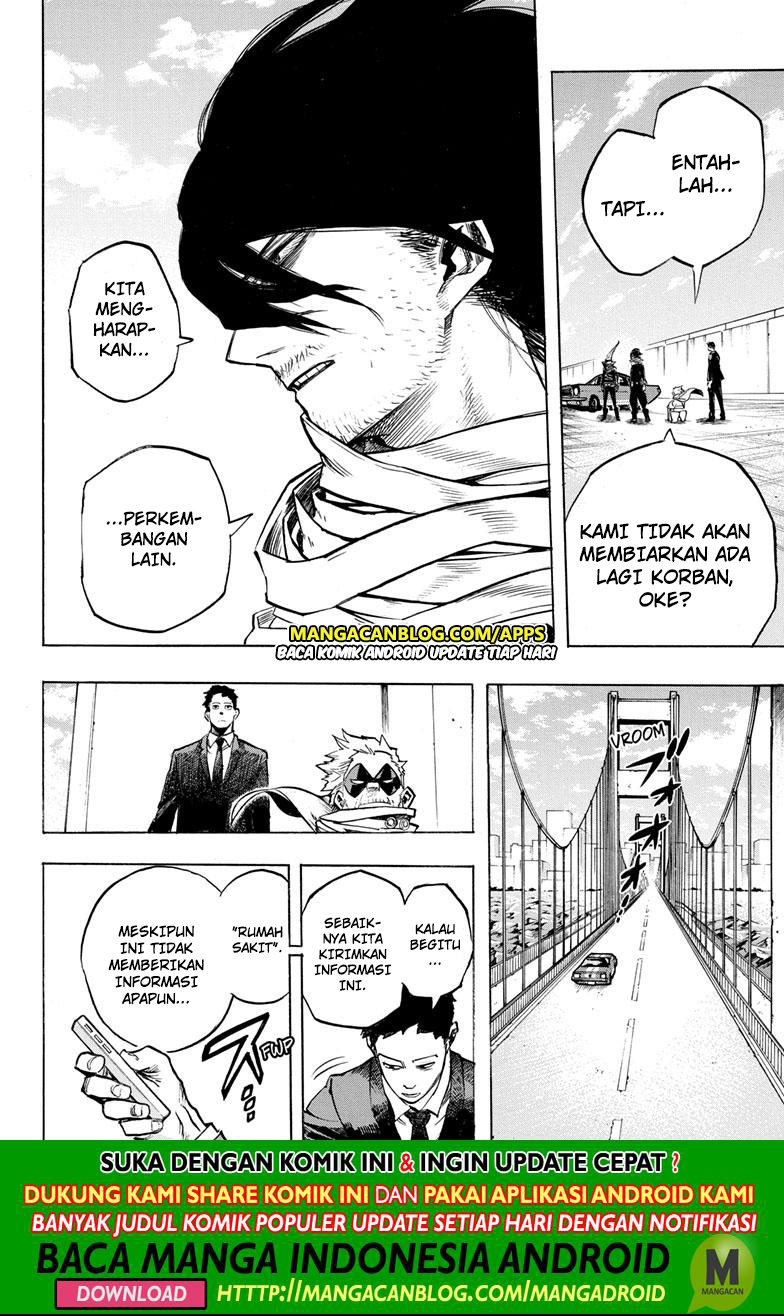 ENTAH-
LAH...
TAPI...
KAMI TIDAK AKAN
MEMBIARKAN ADA
LAGI KORBAN,
OKE?
KITA
MENG-
HARAP-
KAN...
...PERKEM-
BANGAN
LAIN.
MANGACANBLOG.COM/APPS
BACA KOMIK ANDROID UPDATE TIAP HARI
VROOM
ブオオオ...
KALAU
BEGITU
...
SEBAIK-
NYA KITA
KIRIMKAN
INFORMASI
INI.
"RUMAH
SAKIT".
MESKIPUN
INI TIDAK
MEMBERIKAN
INFORMASI
APAPUN...
FWP
SUKA DENGAN KOMIK INI & INGIN UPDATE CEPAT ?
DUKUNG KAMI SHARE KOMIK INI DAN PAKAI APLIKASI ANDROID KAMI
BANYAK JUDUL KOMIK POPULER UPDATE SETIAP HARI DENGAN NOTIFIKASI
BACA MANGA INDONESIA ANDROID
DOWNLOAD HTTTP://MANGACANBLOG.COM/MANGADROID
M
MANGACAN